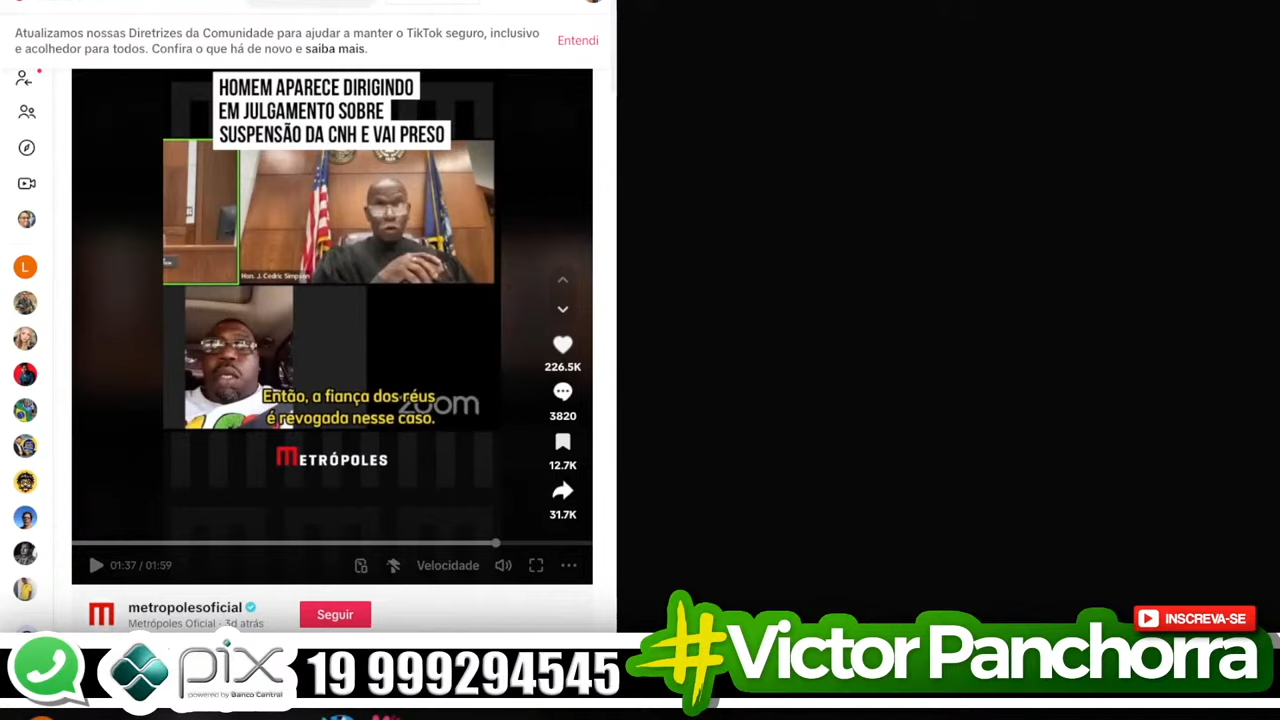 Atualizamos nossas Diretrizes da Comunidade para ajudar a manter o TikTok seguro, inclusivo
e acolhedor para todos. Confira o que há de novo e saiba mais.
Entendi
HOMEM APARECE DIRIGINDO
EM JULGAMENTO SOBRE
SUSPENSÃO DA CNH E VAI PRESO
Hon. J. Cedric Simpson
L
226.5K
Então, a fiança dos réus
é revogada nesse caso.
zoom
3820
METRÓPOLES
12.7K
31.7K
01:37 / 01:59
Velocidade
metropolesoficial
Seguir
Metrópoles Oficial · 3d atrás
INSCREVA-SE
pix
powered by Banco Central
19 999294545
#Victor Panchorra